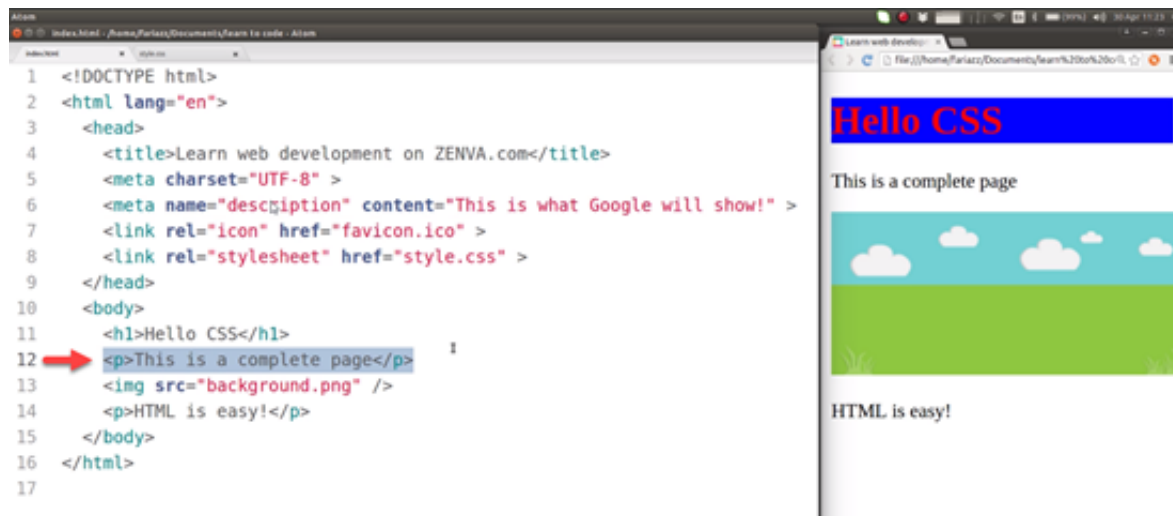 Atom
index.html - /home/fariazz/Documents/learn to code - Atom
30 Apr 11:25
index.html
style.css
Learn web develop
1 <!DOCTYPE html>
2 <html lang="en">
3 <head>
4 <title>Learn web development on ZENVA.com</title>
5 <meta charset="UTF-8" >
6 <meta name="description" content="This is what Google will show!" >
7 <link rel="icon" href="favicon.ico" >
8 <link rel="stylesheet" href="style.css" >
9 </head>
10 <body>
11 <h1>Hello CSS</h1>
12 <p>This is a complete page</p>
13 <img src="background.png" />
14 <p>HTML is easy!</p>
15 </body>
16 </html>
17
file:///home/fariazz/Documents/learn%20to%20
Hello CSS
This is a complete page
HTML is easy!